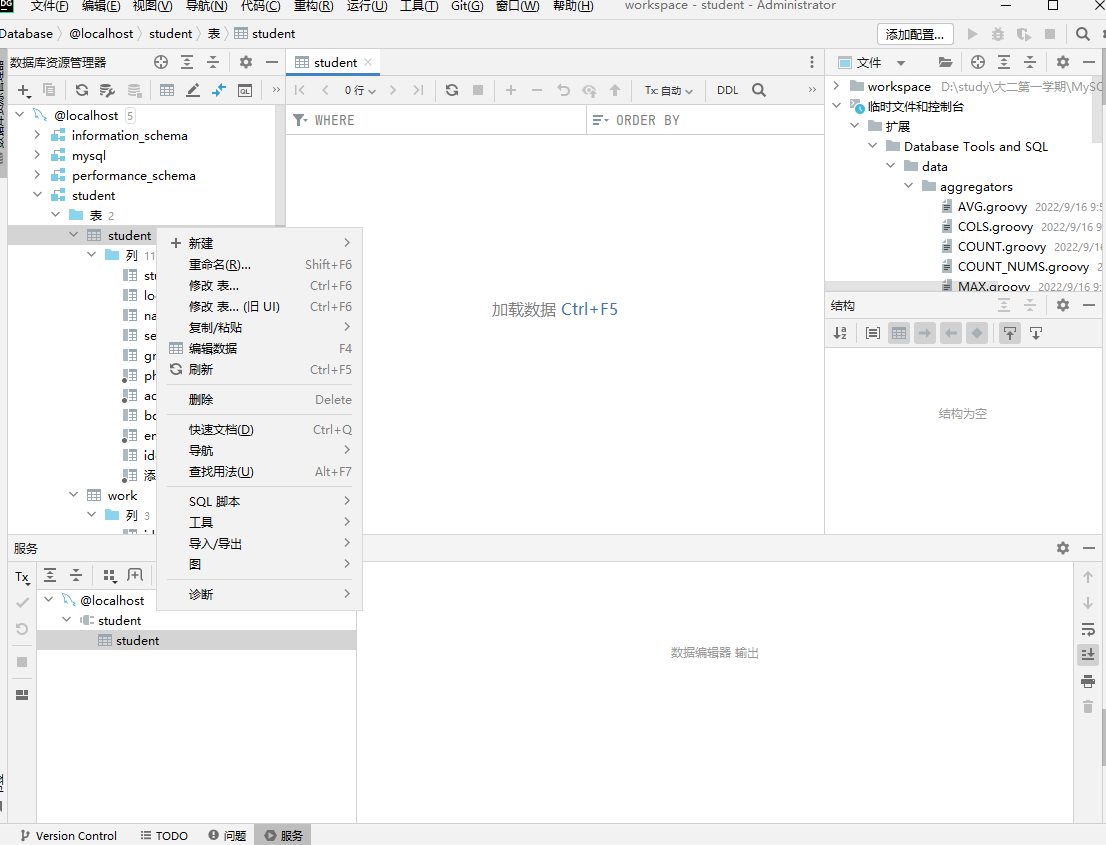 DG 文件(F) 编辑(E) 视图(V) 导航(N) 代码(C) 重构(R) 运行(U) 工具(T) Git(G) 窗口(W) 帮助(H) workspace - student - Administrator
Database @localhost student 表 student 添加配置...
数据库资源管理器
QL
@localhost 5
information_schema
mysql
performance_schema
student
表 2
student
列 11
st
lo
na
se
gr
ph
ad
bo
en
id
添
work
列 3
student
0 行 Tx: 自动 DDL
WHERE ORDER BY
加载数据 Ctrl+F5
新建
重命名(R)... Shift+F6
修改 表... Ctrl+F6
修改 表... (旧 UI) Ctrl+F6
复制/粘贴
编辑数据 F4
刷新 Ctrl+F5
删除 Delete
快速文档(D) Ctrl+Q
导航
查找用法(U) Alt+F7
SQL 脚本
工具
导入/导出
图
诊断
文件
workspace D:\study\大二第一学期\MySQ
临时文件和控制台
扩展
Database Tools and SQL
data
aggregators
AVG.groovy 2022/9/16 9:5
COLS.groovy 2022/9/16 9:
COUNT.groovy 2022/9/16
COUNT_NUMS.groovy 2
MAX.groovy 2022/9/16 9:
结构
结构为空
服务
Tx
@localhost
student
student
数据编辑器 输出
Version Control TODO 问题 服务